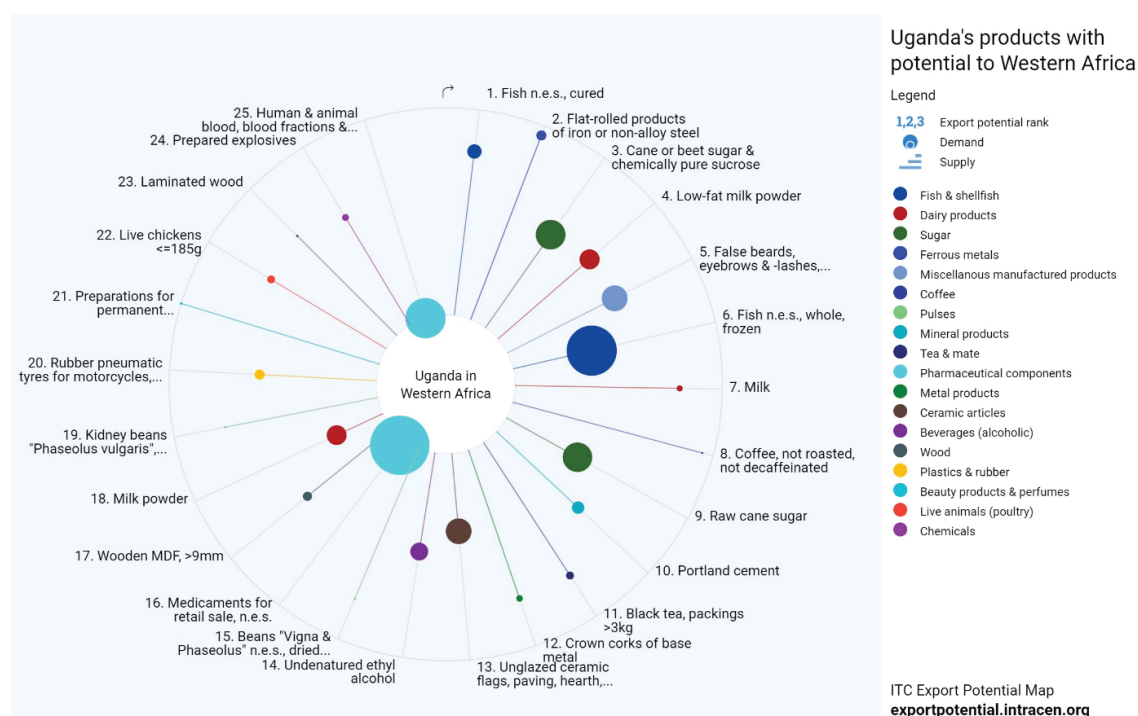 Uganda's products with
potential to Western Africa
Legend
1,2,3 Export potential rank
Demand
Supply
Fish & shellfish
Dairy products
Sugar
Ferrous metals
Miscellanous manufactured products
Coffee
Pulses
Mineral products
Tea & mate
Pharmaceutical components
Metal products
Ceramic articles
Beverages (alcoholic)
Wood
Plastics & rubber
Beauty products & perfumes
Live animals (poultry)
Chemicals
ITC Export Potential Map
exportpotential.intracen.org
Uganda in
Western Africa
1. Fish n.e.s., cured
2. Flat-rolled products
of iron or non-alloy steel
3. Cane or beet sugar &
chemically pure sucrose
4. Low-fat milk powder
5. False beards,
eyebrows & -lashes,...
6. Fish n.e.s., whole,
frozen
7. Milk
8. Coffee, not roasted,
not decaffeinated
9. Raw cane sugar
10. Portland cement
11. Black tea, packings
>3kg
12. Crown corks of base
metal
13. Unglazed ceramic
flags, paving, hearth,...
14. Undenatured ethyl
alcohol
15. Beans "Vigna &
Phaseolus" n.e.s., dried...
16. Medicaments for
retail sale, n.e.s.
17. Wooden MDF, >9mm
18. Milk powder
19. Kidney beans
"Phaseolus vulgaris",...
20. Rubber pneumatic
tyres for motorcycles,...
21. Preparations for
permanent...
22. Live chickens
<=185g
23. Laminated wood
24. Prepared explosives
25. Human & animal
blood, blood fractions &...